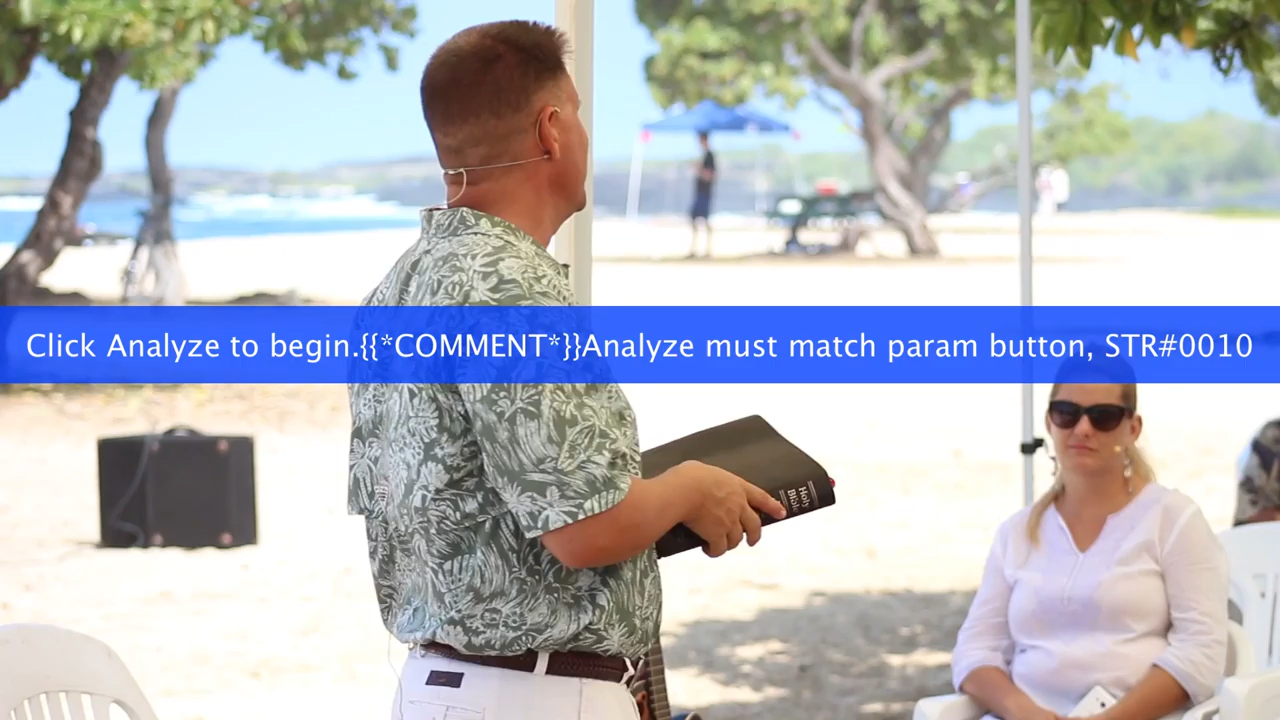 Click Analyze to begin.{{*COMMENT*}}Analyze must match param button, STR#0010
Holy
Bible